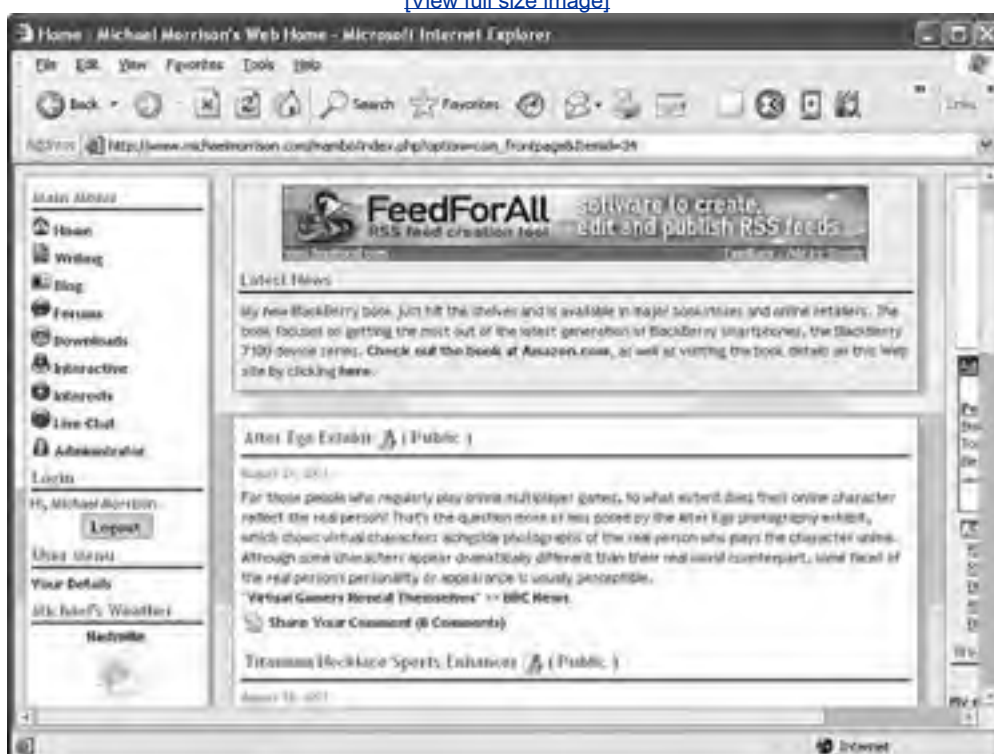 [View full size image]
Home - Michael Morrison's Web Home - Microsoft Internet Explorer
File Edit View Favorites Tools Help
Back Search Favorites Links
Address http://www.michaelmorrison.com/mambo/index.php?option=com_frontpage&Itemid=34
Main Menu
Home
Writing
Blog
Forums
Downloads
Interactive
Interests
Live Chat
Administrator
Login
Hi, Michael Morrison
Logout
User Menu
Your Details
Michael's Weather
Nashville
FeedForAll
RSS feed creation tool
software to create,
edit and publish RSS feeds
Latest News
My new BlackBerry book just hit the shelves and is available in major bookstores and online retailers. The
book focuses on getting the most out of the latest generation of BlackBerry smartphones, the BlackBerry
7100 device series. Check out the book at Amazon.com, as well as visiting the book details on this Web
site by clicking here.
Alter Ego Exhibit ( Public )
August
For those people who regularly play online multiplayer games, to what extent does their online character
reflect the real person? That's the question more or less posed by the Alter Ego photography exhibit,
which shows virtual characters alongside photographs of the real person who plays the character online.
Although some characters appear dramatically different than their real world counterpart, some facet of
the real person's personality or appearance is usually perceptible.
"Virtual Gamers Reveal Themselves" -- BBC News
Share Your Comment (8 Comments)
Titanium Necklace Sports Enhancer ( Public )
August
Internet